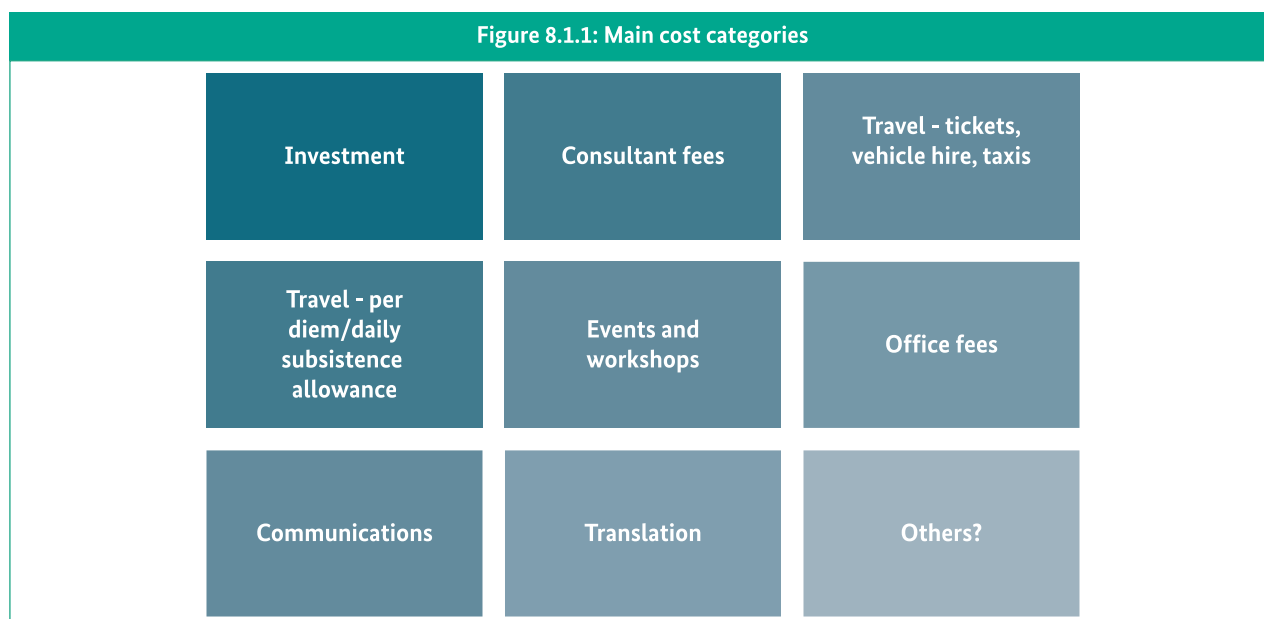 Figure 8.1.1: Main cost categories
Investment
Consultant fees
Travel - tickets,
vehicle hire, taxis
Travel - per
diem/daily
subsistence
allowance
Events and
workshops
Office fees
Communications
Translation
Others?